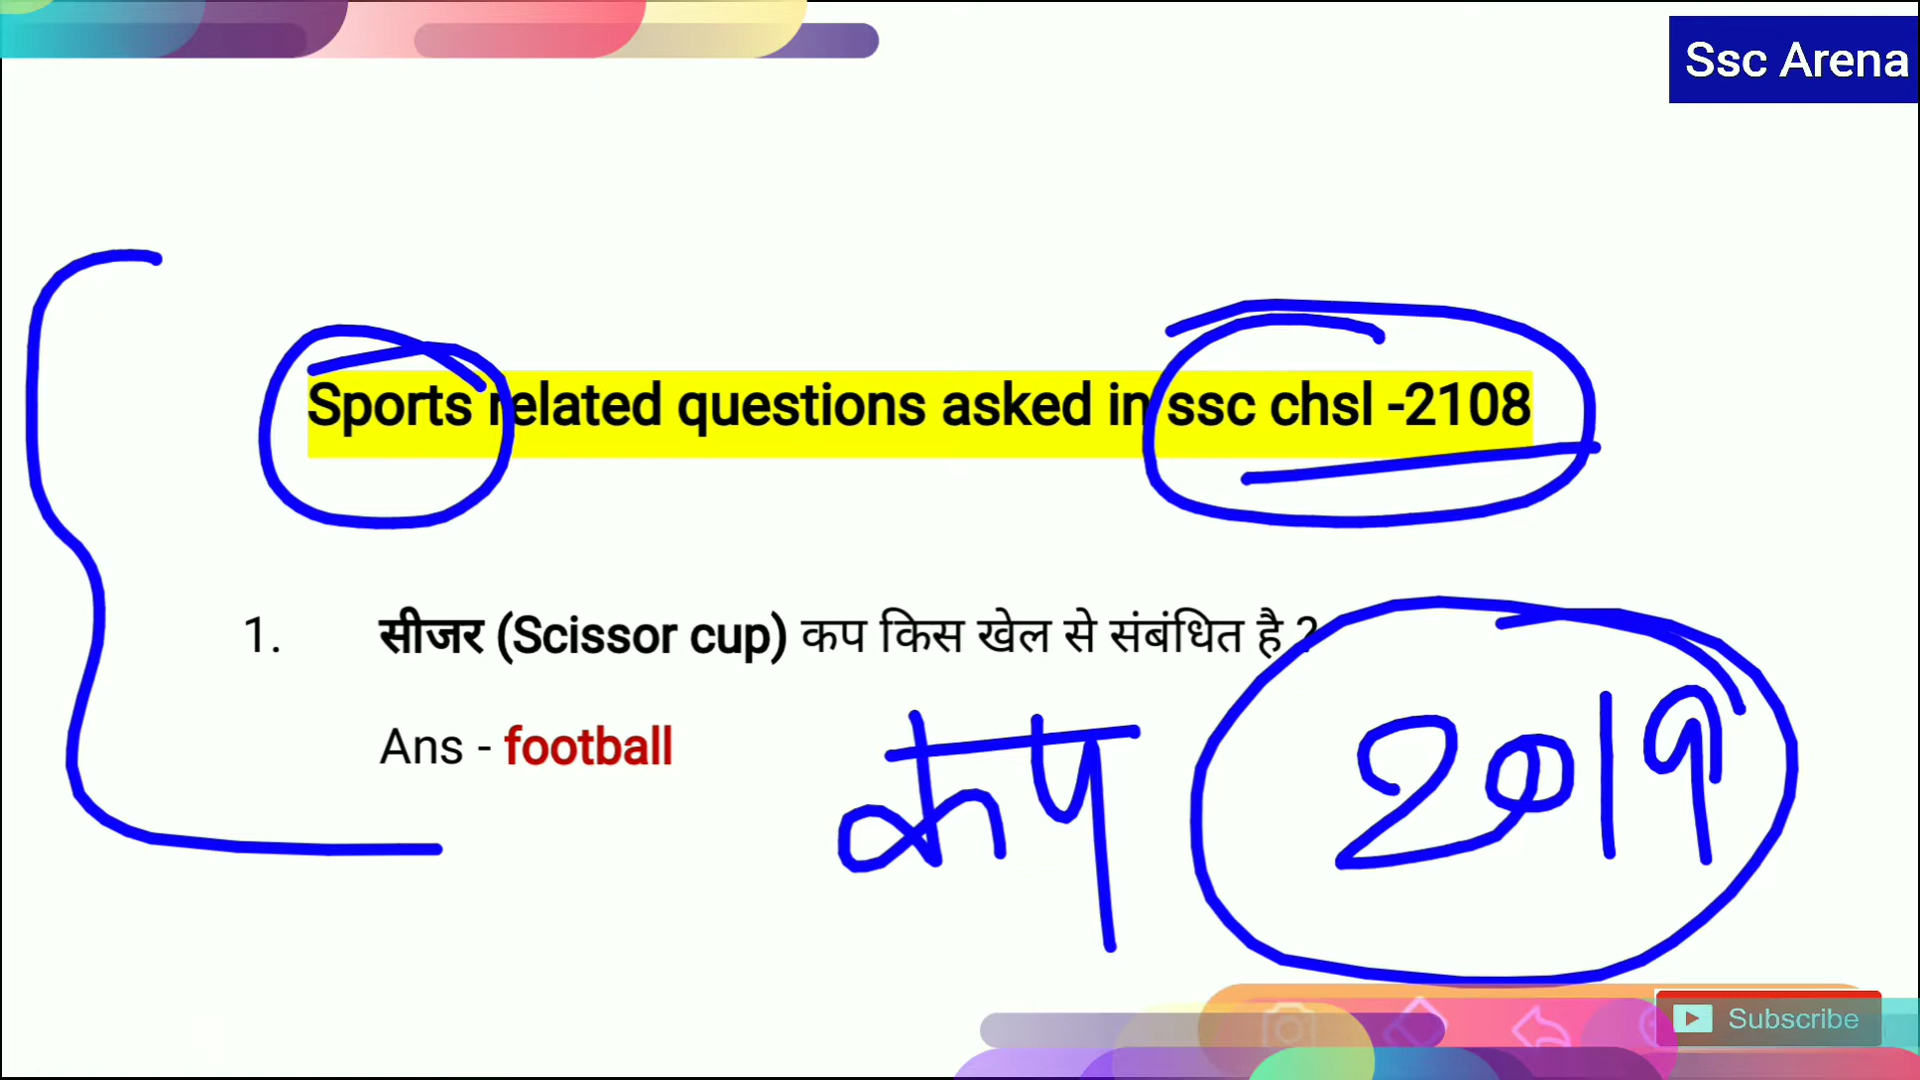 Ssc Arena
Sports related questions asked in ssc chsl -2108
1. सीजर (Scissor cup) कप किस खेल से संबंधित है ?
Ans - football
कप 2019
Subscribe